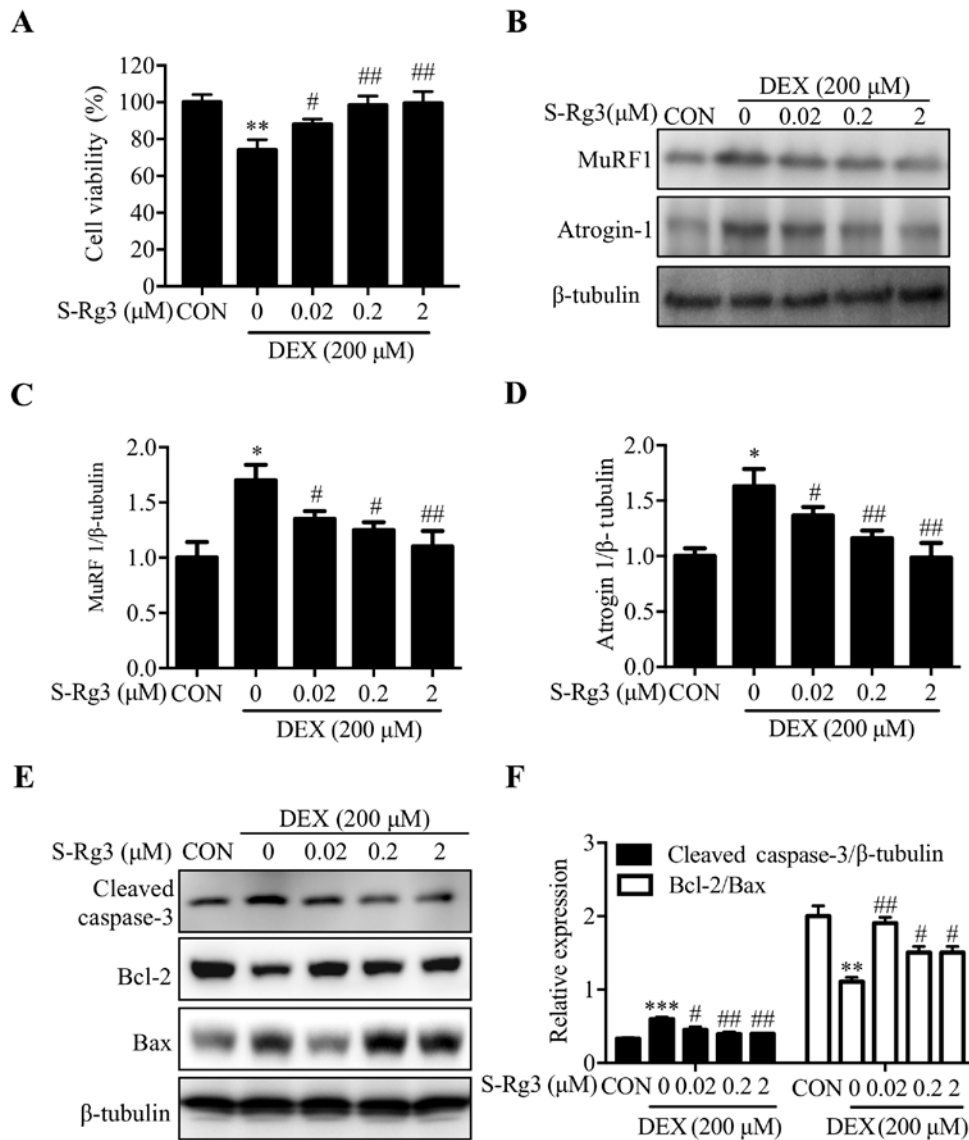 A
120
100
80
60
40
20
0
Cell viability (%)
**
#
##
##
S-Rg3 (μM) CON 0 0.02 0.2 2
DEX (200 μM)
B
DEX (200 μM)
S-Rg3(μM) CON 0 0.02 0.2 2
MuRF1
Atrogin-1
β-tubulin
C
2.0
1.5
1.0
0.5
0.0
MuRF 1/β-tubulin
*
#
#
##
S-Rg3 (μM) CON 0 0.02 0.2 2
DEX (200 μM)
D
2.0
1.5
1.0
0.5
0.0
Atrogin 1/β- tubulin
*
#
##
##
S-Rg3 (μM) CON 0 0.02 0.2 2
DEX (200 μM)
E
DEX (200 μM)
S-Rg3 (μM) CON 0 0.02 0.2 2
Cleaved
caspase-3
Bcl-2
Bax
β-tubulin
F
3
2
1
0
Relative expression
Cleaved caspase-3/β-tubulin
Bcl-2/Bax
***
#
##
##
**
##
#
#
S-Rg3 (μM) CON 0 0.02 0.2 2 CON 0 0.02 0.2 2
DEX (200 μM) DEX (200 μM)